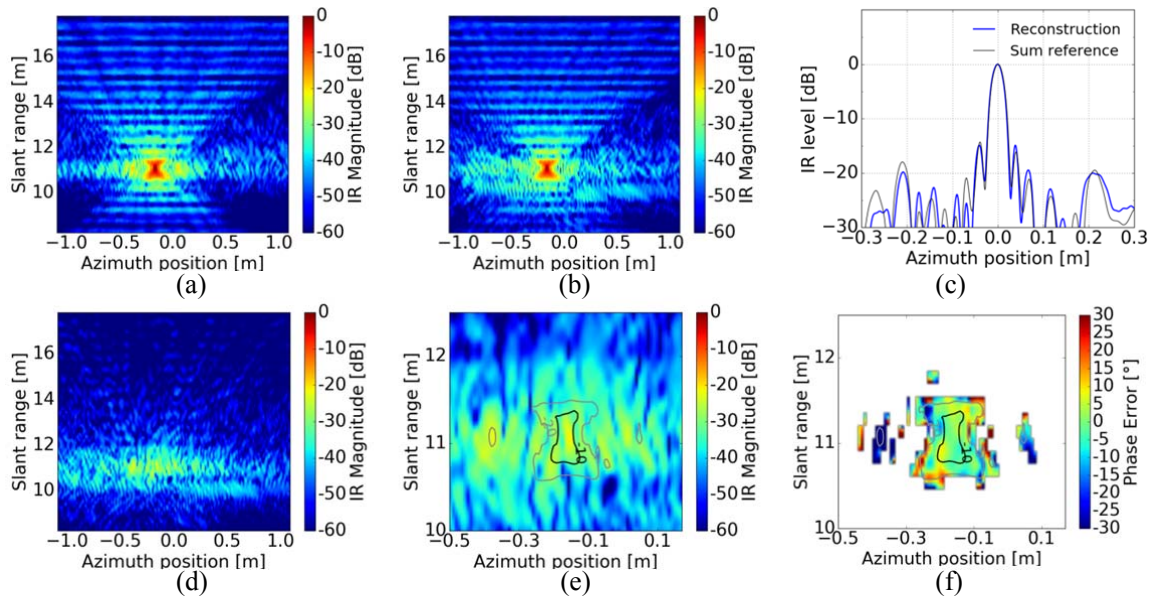 16
14
12
10
Slant range [m]
−1.0 −0.5 0.0 0.5 1.0
Azimuth position [m]
0
−10
−20
−30
−40
−50
−60
IR Magnitude [dB]
(a)
16
14
12
10
Slant range [m]
−1.0 −0.5 0.0 0.5 1.0
Azimuth position [m]
0
−10
−20
−30
−40
−50
−60
IR Magnitude [dB]
(b)
Reconstruction
Sum reference
0
−10
−20
−30
IR level [dB]
−0.3 −0.2 −0.1 0.0 0.1 0.2 0.3
Azimuth position [m]
(c)
16
14
12
10
Slant range [m]
−1.0 −0.5 0.0 0.5 1.0
Azimuth position [m]
0
−10
−20
−30
−40
−50
−60
IR Magnitude [dB]
(d)
12
11
10
Slant range [m]
−0.5 −0.3 −0.1 0.1
Azimuth position [m]
-10
0
−10
−20
−30
−40
−50
−60
IR Magnitude [dB]
(e)
12
11
10
Slant range [m]
−0.5 −0.3 −0.1 0.1
Azimuth position [m]
-10
30
25
20
15
10
5
0
−5
−10
−15
−20
−25
−30
Phase Error [°]
(f)